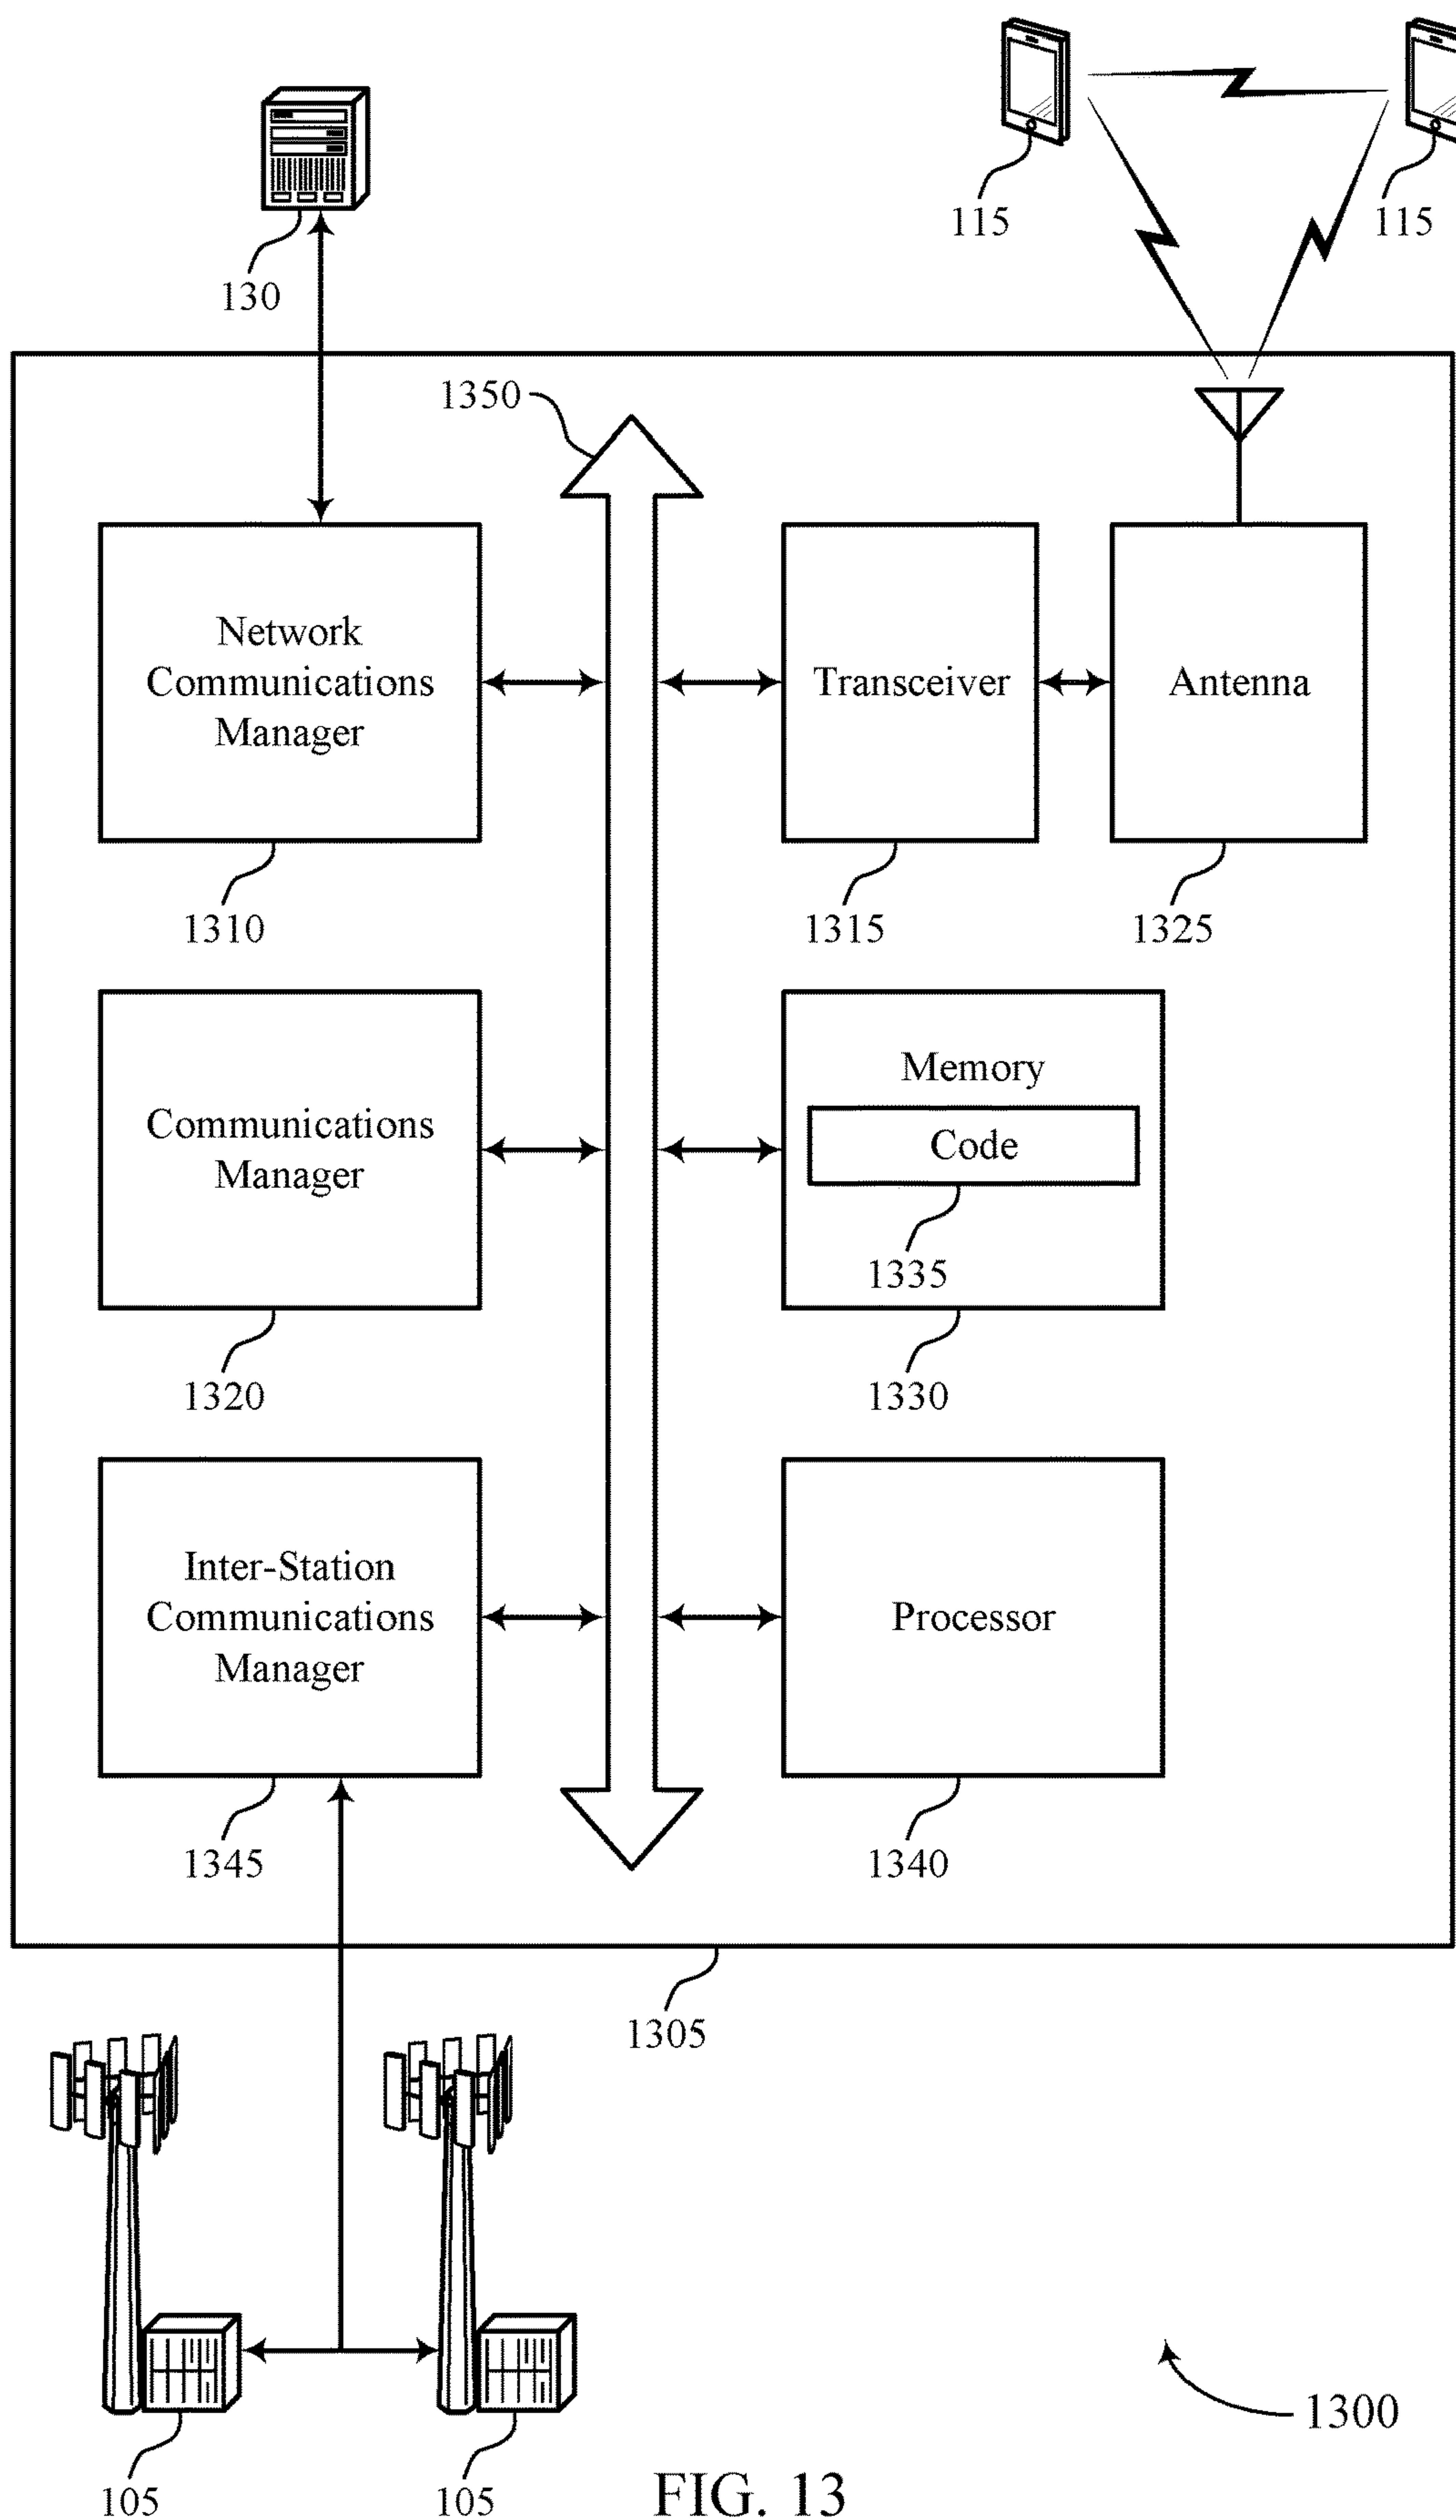 115
115
130
1350
Network
Communications
Manager
Transceiver
Antenna
1310
1315
1325
Communications
Manager
Memory
Code
1335
1320
1330
Inter-Station
Communications
Manager
Processor
1345
1340
1305
1300
105
105
FIG. 13